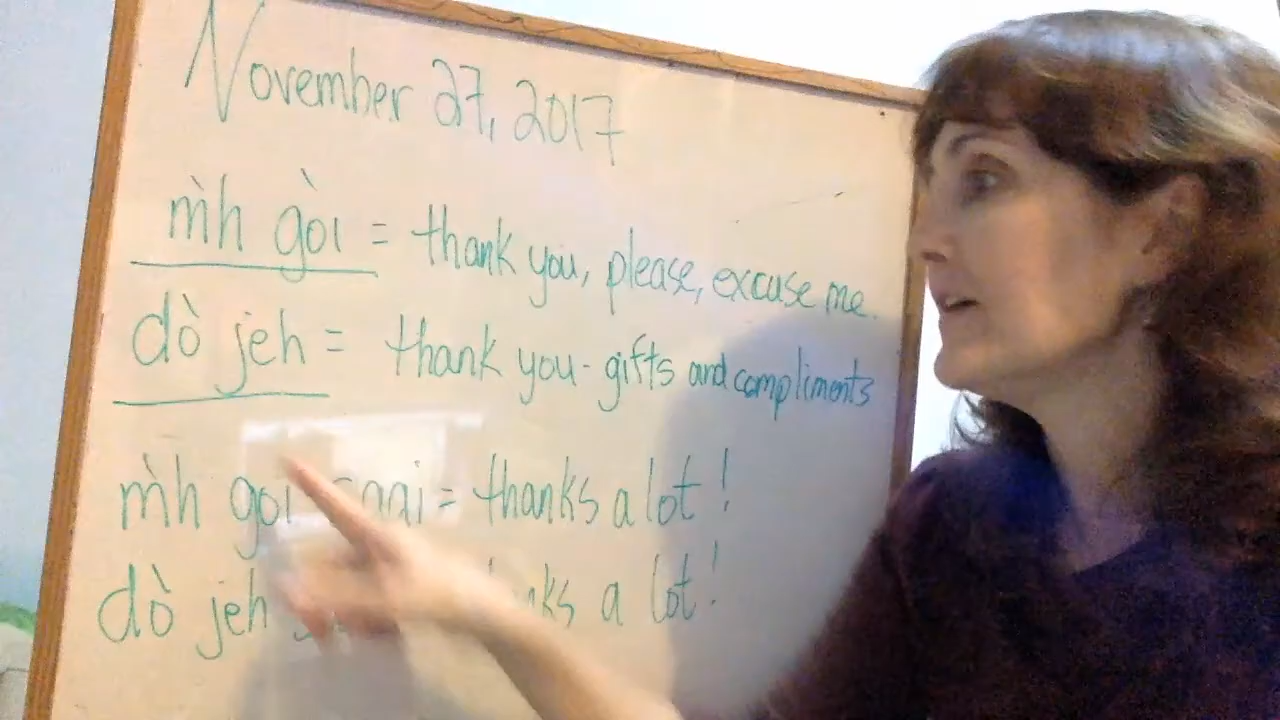 November 27, 2017
m̀h gòi = thank you, please, excuse me.
dò jeh = thank you - gifts and compliments
m̀h goi = thanks a lot!
dò jeh a lot!